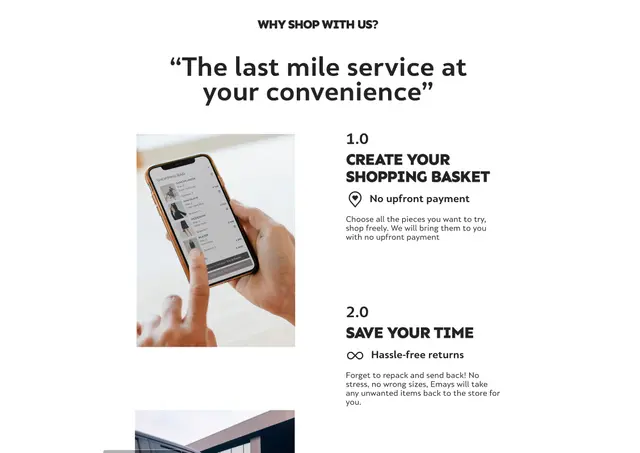 WHY SHOP WITH US?
“The last mile service at
your convenience”
1.0
CREATE YOUR
SHOPPING BASKET
No upfront payment
Choose all the pieces you want to try,
shop freely. We will bring them to you
with no upfront payment
2.0
SAVE YOUR TIME
Hassle-free returns
Forget to repack and send back! No
stress, no wrong sizes, Emays will take
any unwanted items back to the store for
you.